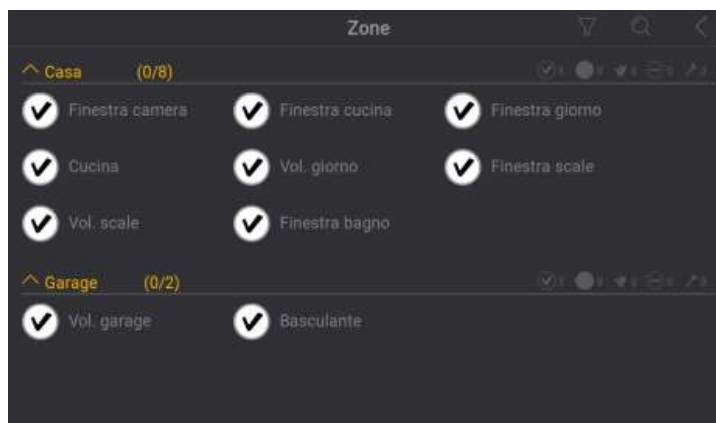 Zone
Casa (0/8)
Finestra camera Finestra cucina Finestra giorno
Cucina Vol. giorno Finestra scale
Vol. scale Finestra bagno
Garage (0/2)
Vol. garage Basculante